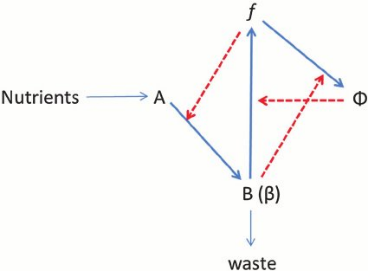 f
Nutrients
A
Φ
B (β)
waste